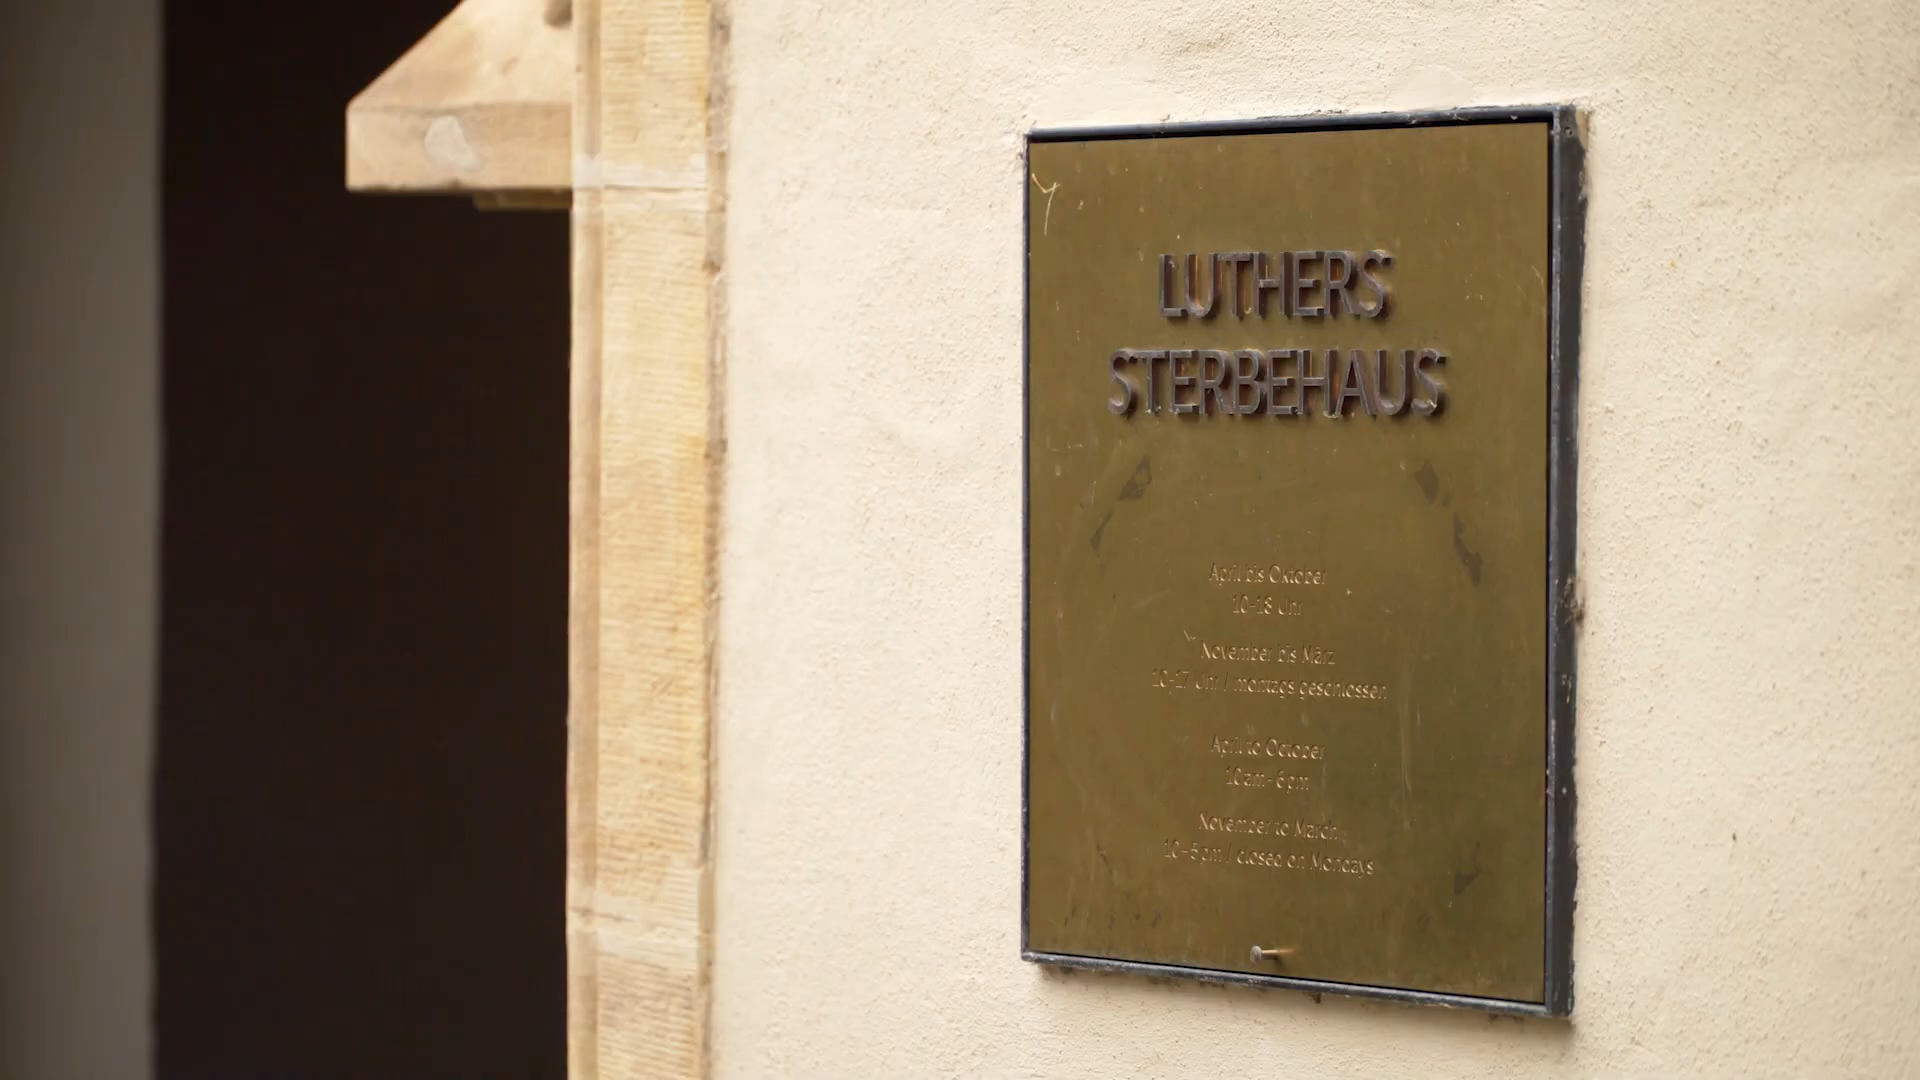 LUTHERS
STERBEHAUS
April bis Oktober
10-18 Uhr
November bis März
10-17 Uhr / montags geschlossen
April to October
10am-6pm
November to March
10-5pm / closed on Mondays